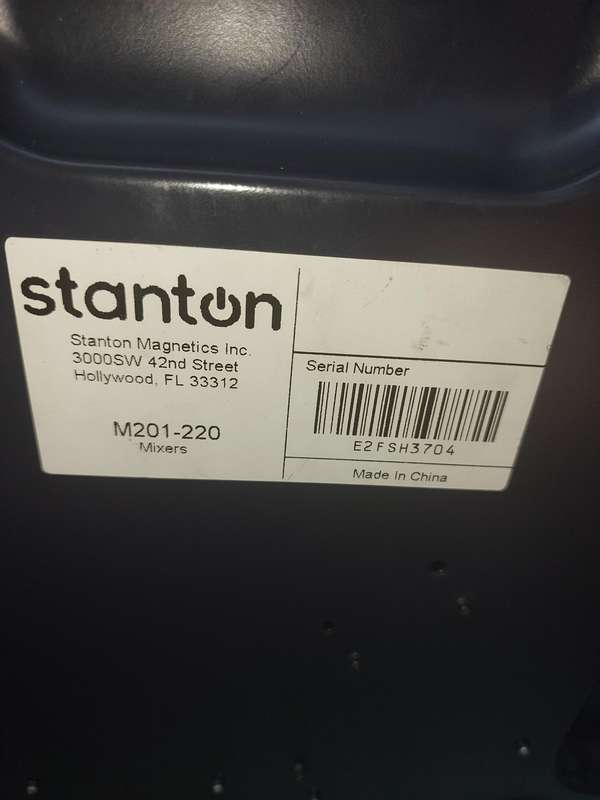 stanton
Stanton Magnetics Inc.
3000SW 42nd Street
Hollywood, FL 33312
M201-220
Mixers
Serial Number
E2FSH3704
Made In China